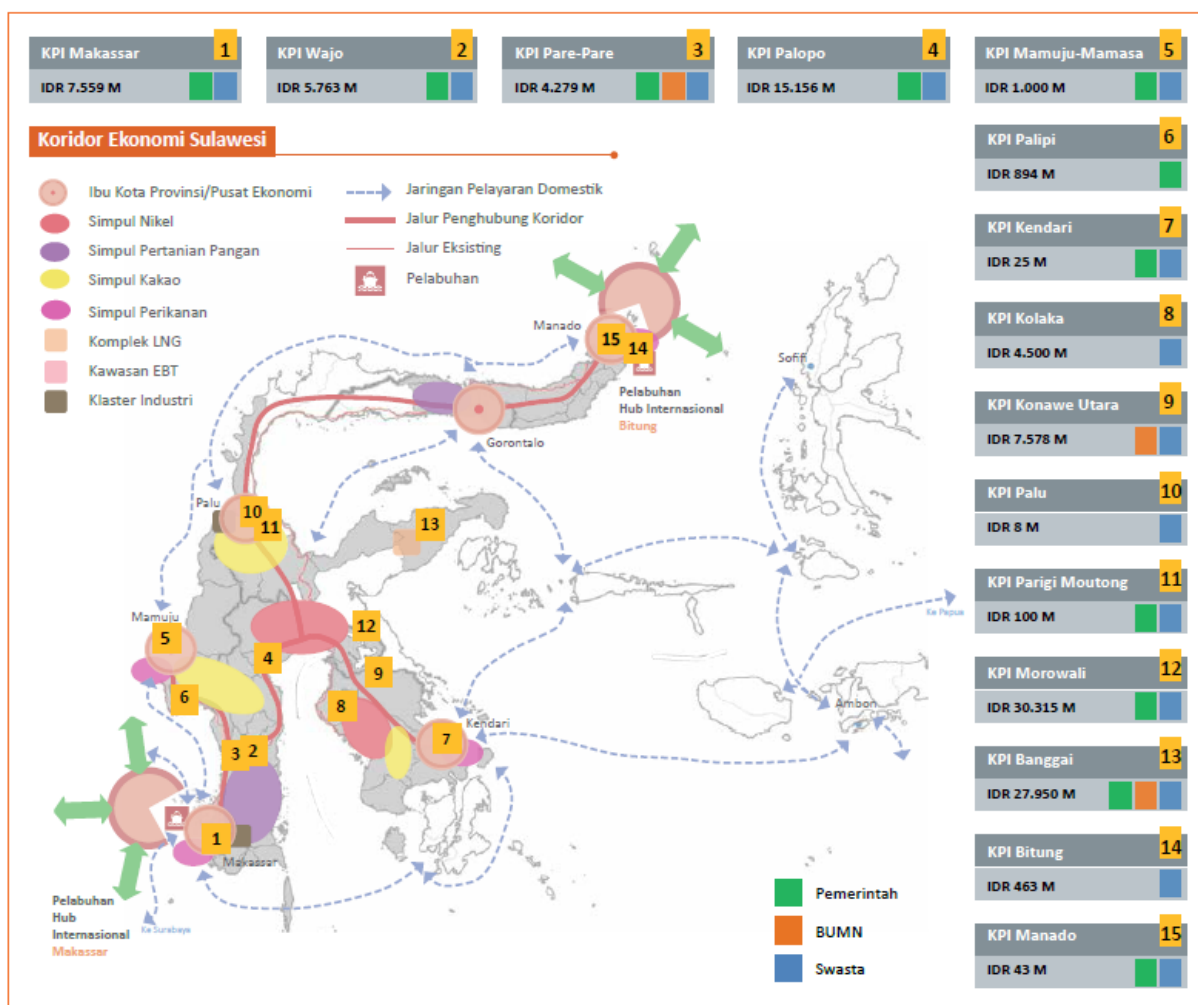 KPI Makassar
1
IDR 7.559 M
KPI Wajo
2
IDR 5.763 M
KPI Pare-Pare
3
IDR 4.279 M
KPI Palopo
4
IDR 15.156 M
KPI Mamuju-Mamasa
5
IDR 1.000 M
KPI Palipi
6
IDR 894 M
KPI Kendari
7
IDR 25 M
KPI Kolaka
8
IDR 4.500 M
KPI Konawe Utara
9
IDR 7.578 M
KPI Palu
10
IDR 8 M
KPI Parigi Moutong
11
IDR 100 M
KPI Morowali
12
IDR 30.315 M
KPI Banggai
13
IDR 27.950 M
KPI Bitung
14
IDR 463 M
KPI Manado
15
IDR 43 M
Koridor Ekonomi Sulawesi
Ibu Kota Provinsi/Pusat Ekonomi
Simpul Nikel
Simpul Pertanian Pangan
Simpul Kakao
Simpul Perikanan
Komplek LNG
Kawasan EBT
Klaster Industri
Jaringan Pelayaran Domestik
Jalur Penghubung Koridor
Jalur Eksisting
Pelabuhan
Manado
15
14
Pelabuhan
Hub Internasional
Bitung
Sofifi
Gorontalo
Palu
10
11
13
Mamuju
5
12
4
6
9
8
Kendari
7
Ke Papua
Ambon
3
2
1
Makassar
Pelabuhan
Hub
Internasional
Makassar
Ke Surabaya
Pemerintah
BUMN
Swasta